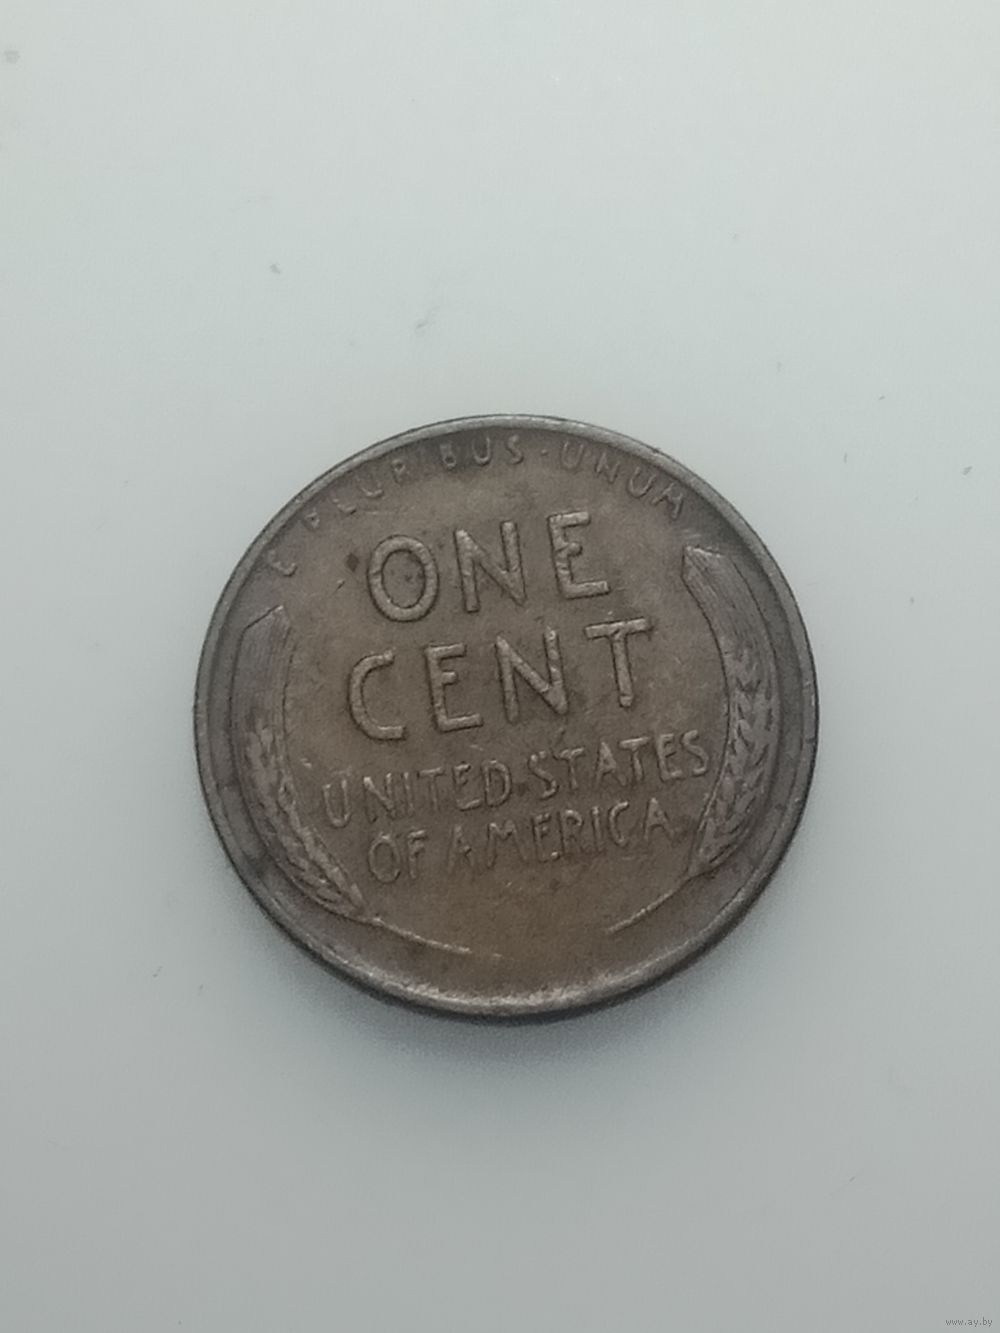 E PLURIBUS · UNUM
ONE
CENT
UNITED·STATES
OF AMERICA
www.ay.by